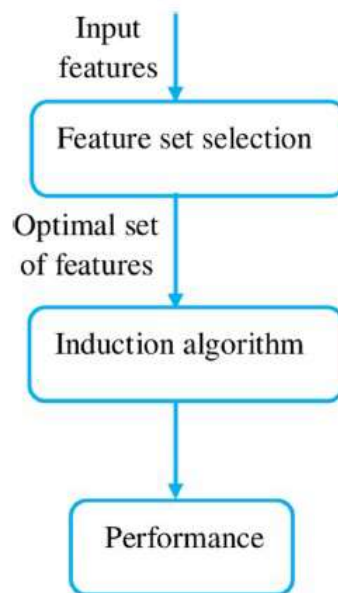 Input
features
Feature set selection
Optimal set
of features
Induction algorithm
Performance